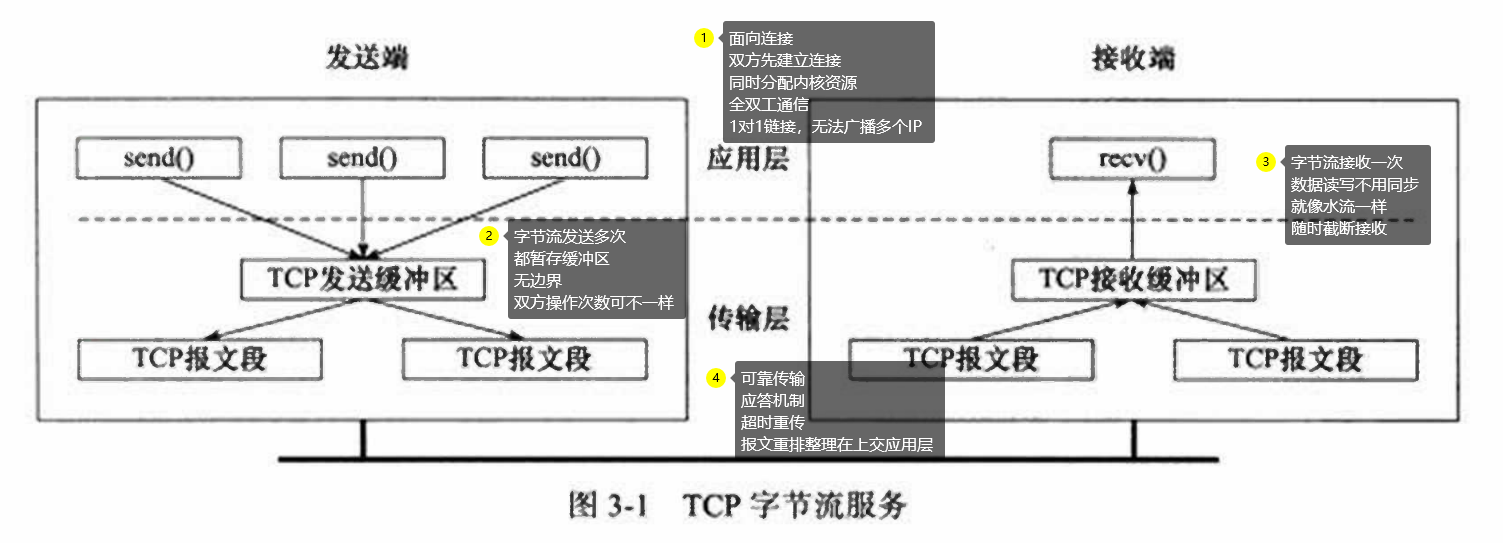 发送端
接收端
1
面向连接
双方先建立连接
同时分配内核资源
全双工通信
1对1链接，无法广播多个IP
send()
send()
send()
应用层
recv()
3
字节流接收一次
数据读写不用同步
就像水流一样
随时截断接收
2
字节流发送多次
都暂存缓冲区
无边界
双方操作次数可不一样
TCP发送缓冲区
TCP接收缓冲区
传输层
TCP报文段
TCP报文段
TCP报文段
TCP报文段
4
可靠传输
应答机制
超时重传
报文重排整理在上交应用层
图 3-1 TCP 字节流服务